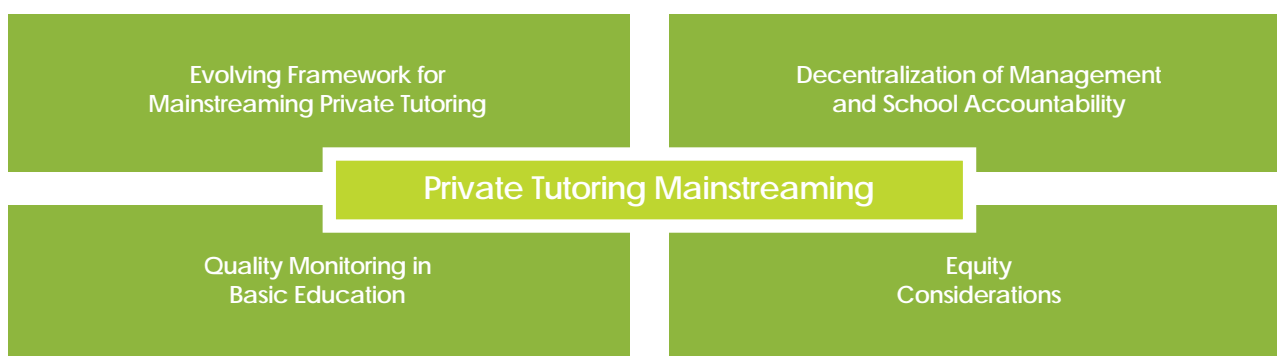 Evolving Framework for
Mainstreaming Private Tutoring
Decentralization of Management
and School Accountability
Private Tutoring Mainstreaming
Quality Monitoring in
Basic Education
Equity
Considerations